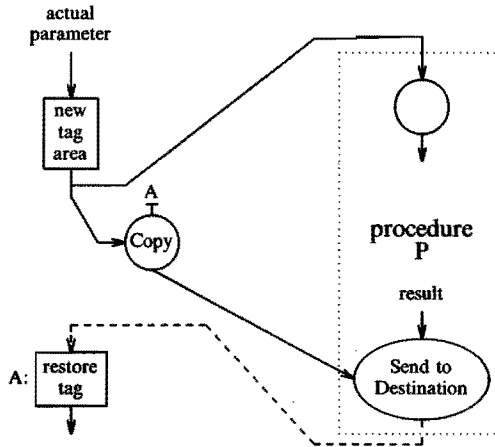 actual
parameter
new
tag
area
A
Copy
procedure
P
result
Send to
Destination
A:
restore
tag